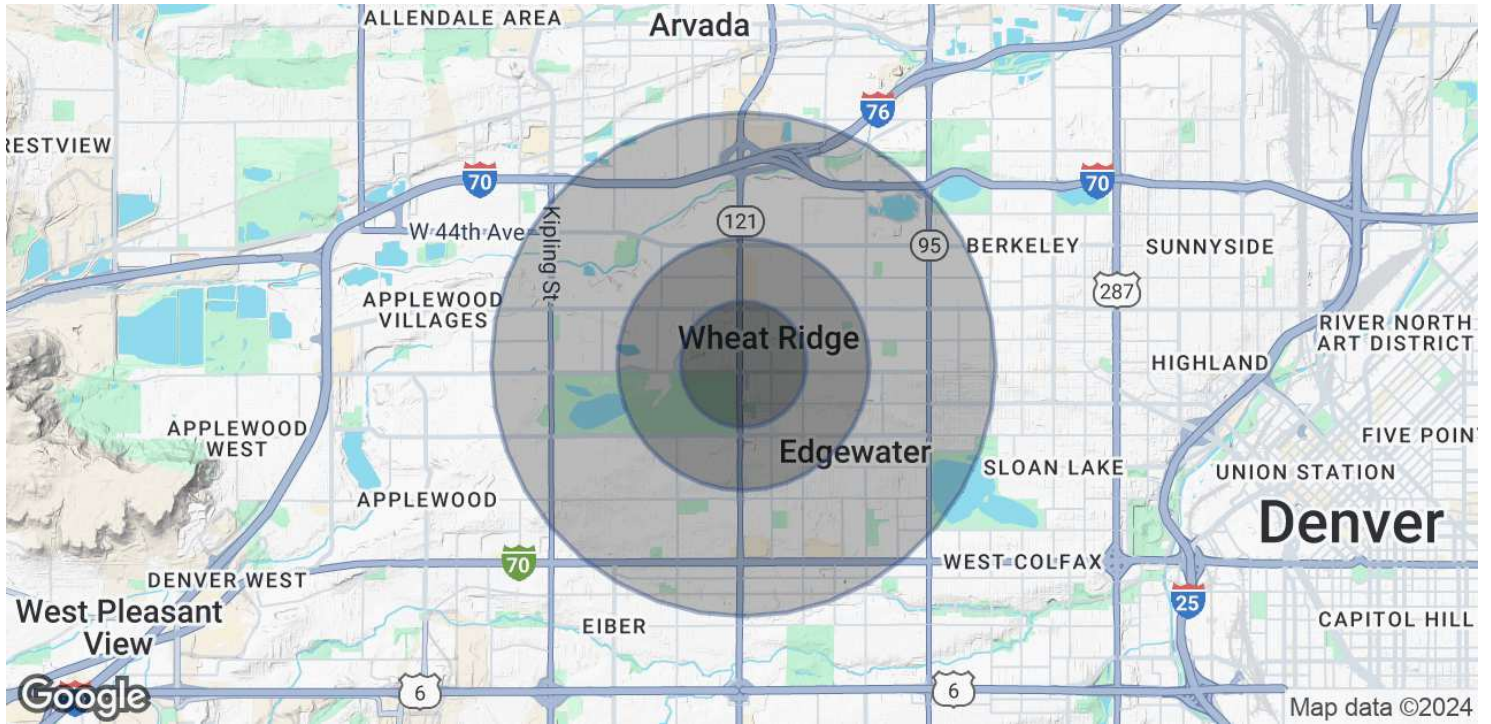 ALLENDALE AREA
Arvada
76
RESTVIEW
70
70
Kipling St
W 44th Ave
121
95
BERKELEY
SUNNYSIDE
287
APPLEWOOD
VILLAGES
Wheat Ridge
RIVER NORTH
ART DISTRICT
HIGHLAND
APPLEWOOD
WEST
Edgewater
FIVE POIN
SLOAN LAKE
UNION STATION
APPLEWOOD
Denver
70
WEST COLFAX
DENVER WEST
West Pleasant
View
25
EIBER
CAPITOL HILL
6
6
Google
Map data ©2024